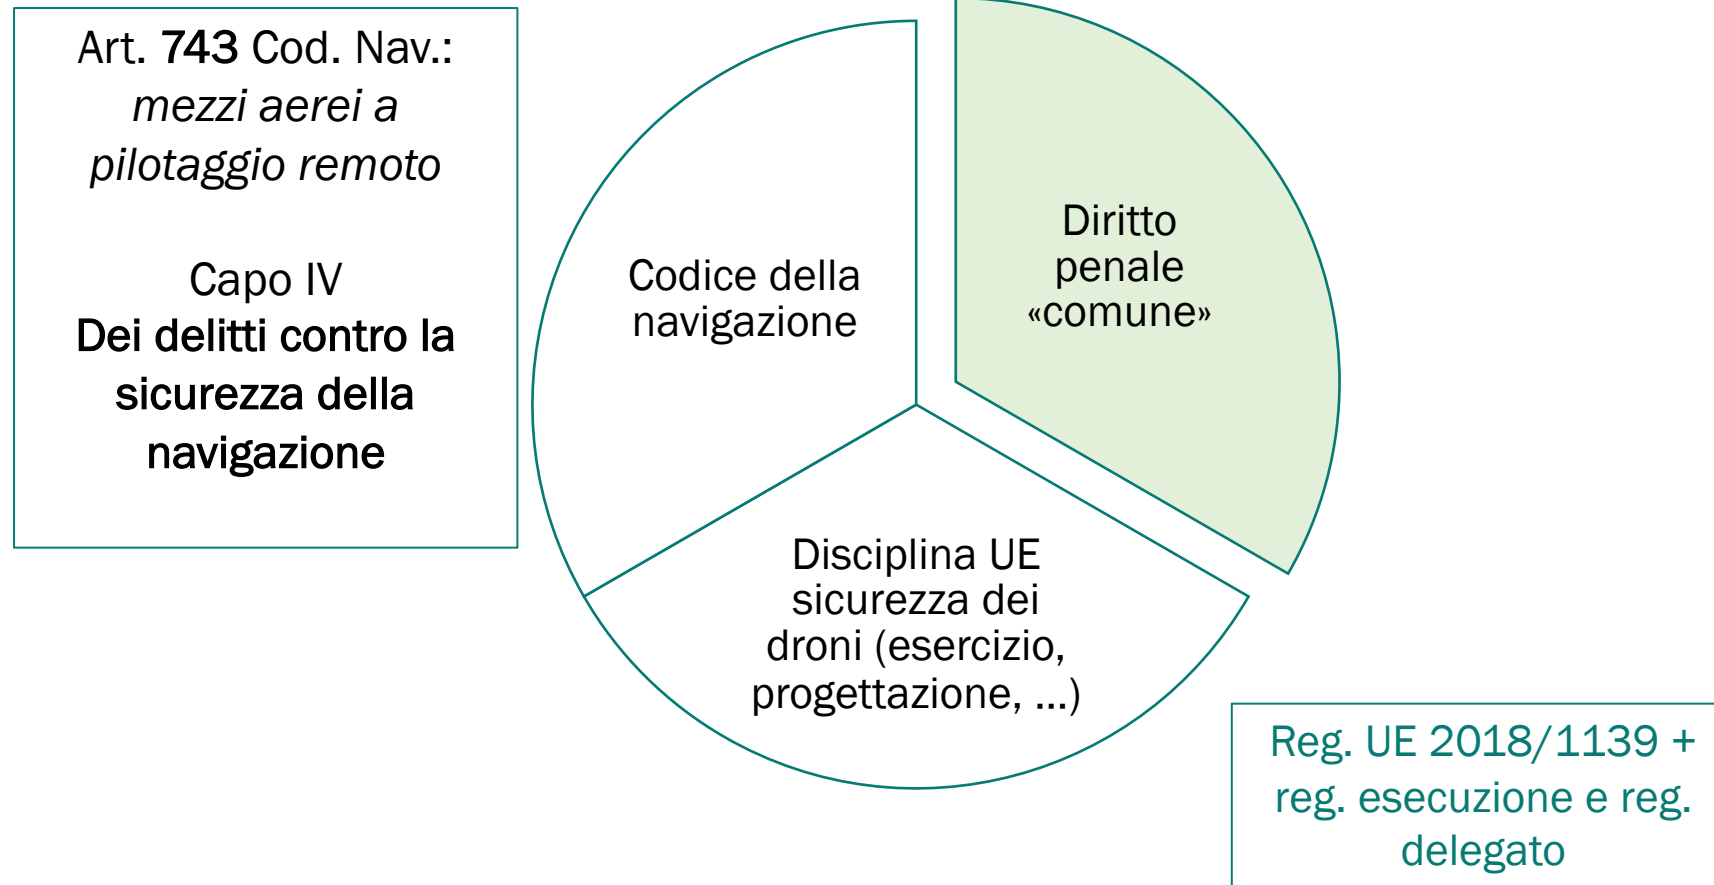 Art. 743 Cod. Nav.:
mezzi aerei a
pilotaggio remoto
Capo IV
Dei delitti contro la
sicurezza della
navigazione
Codice della
navigazione
Diritto
penale
«comune»
Disciplina UE
sicurezza dei
droni (esercizio,
progettazione, ...)
Reg. UE 2018/1139 +
reg. esecuzione e reg.
delegato